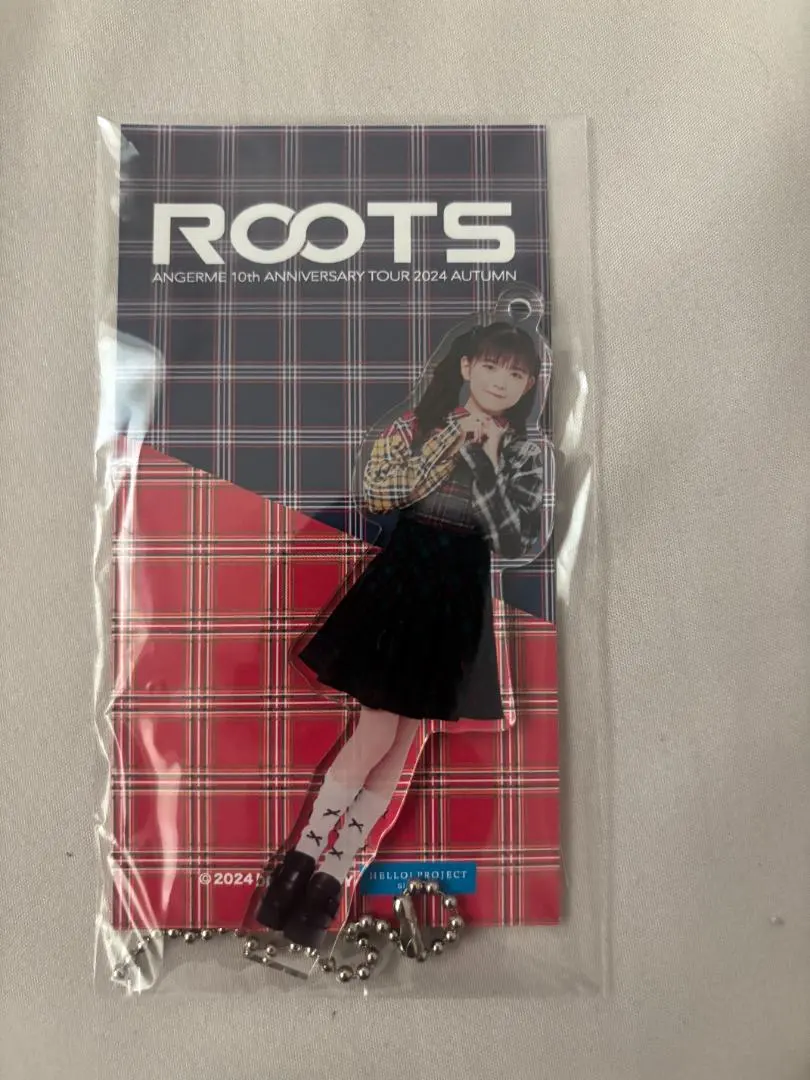 ROOTS
ANGERME 10th ANNIVERSARY TOUR 2024 AUTUMN
©2024
HELLO! PROJECT